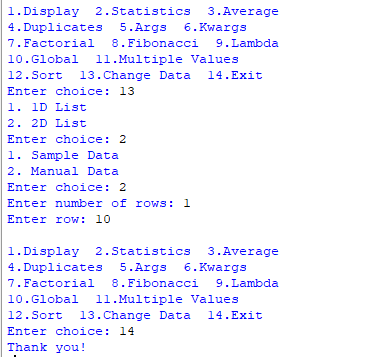 1.Display  2.Statistics  3.Average
4.Duplicates  5.Args  6.Kwargs
7.Factorial  8.Fibonacci  9.Lambda
10.Global  11.Multiple Values
12.Sort  13.Change Data  14.Exit
Enter choice: 13
1. 1D List
2. 2D List
Enter choice: 2
1. Sample Data
2. Manual Data
Enter choice: 2
Enter number of rows: 1
Enter row: 10

1.Display  2.Statistics  3.Average
4.Duplicates  5.Args  6.Kwargs
7.Factorial  8.Fibonacci  9.Lambda
10.Global  11.Multiple Values
12.Sort  13.Change Data  14.Exit
Enter choice: 14
Thank you!